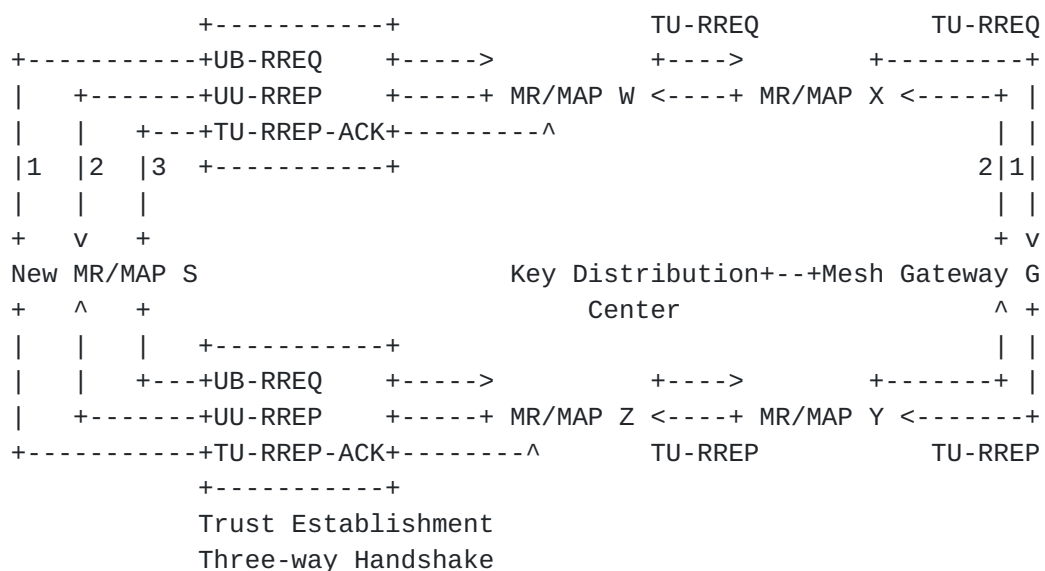 +-----------+ TU-RREQ TU-RREQ
+-----------+UB-RREQ +-----> +----> +---------+
| +-------+UU-RREP +-----+ MR/MAP W <----+ MR/MAP X <-----+ |
| | +---+TU-RREP-ACK+---------^ | |
|1 |2 |3 +-----------+ 2|1|
| | | | |
+ v + + v
New MR/MAP S Key Distribution+--+Mesh Gateway G
+ ^ + Center ^ +
| | | +-----------+ | |
| | +---+UB-RREQ +-----> +----> +-------+ |
| +-------+UU-RREP +-----+ MR/MAP Z <----+ MR/MAP Y <-------+
+-----------+TU-RREP-ACK+--------^ TU-RREP TU-RREP
+-----------+
Trust Establishment
Three-way Handshake